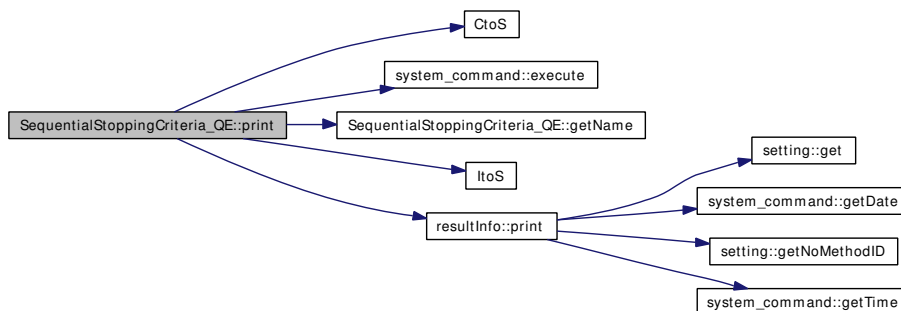 SequentialStoppingCriteria_QE::print
CtoS
system_command::execute
SequentialStoppingCriteria_QE::getName
ItoS
resultInfo::print
setting::get
system_command::getDate
setting::getNoMethodID
system_command::getTime